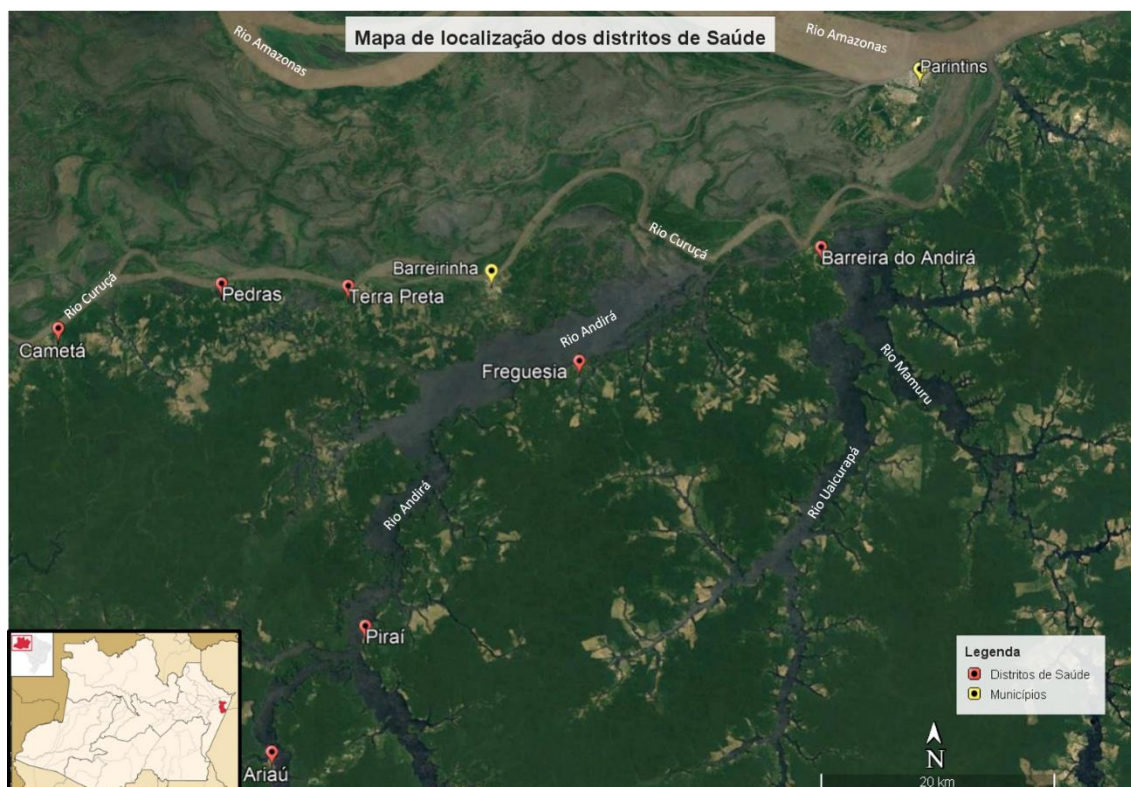 Mapa de localização dos distritos de Saúde
Rio Amazonas
Rio Amazonas
Parintins
Rio Curuçá
Barreira do Andirá
Barreirinha
Pedras
Terra Preta
Rio Curuçá
Cametá
Rio Andirá
Freguesia
Rio Mamuru
Rio Uaicurapá
Rio Andirá
Piraí
Ariaú
Legenda
Distritos de Saúde
Municípios
N
20 km